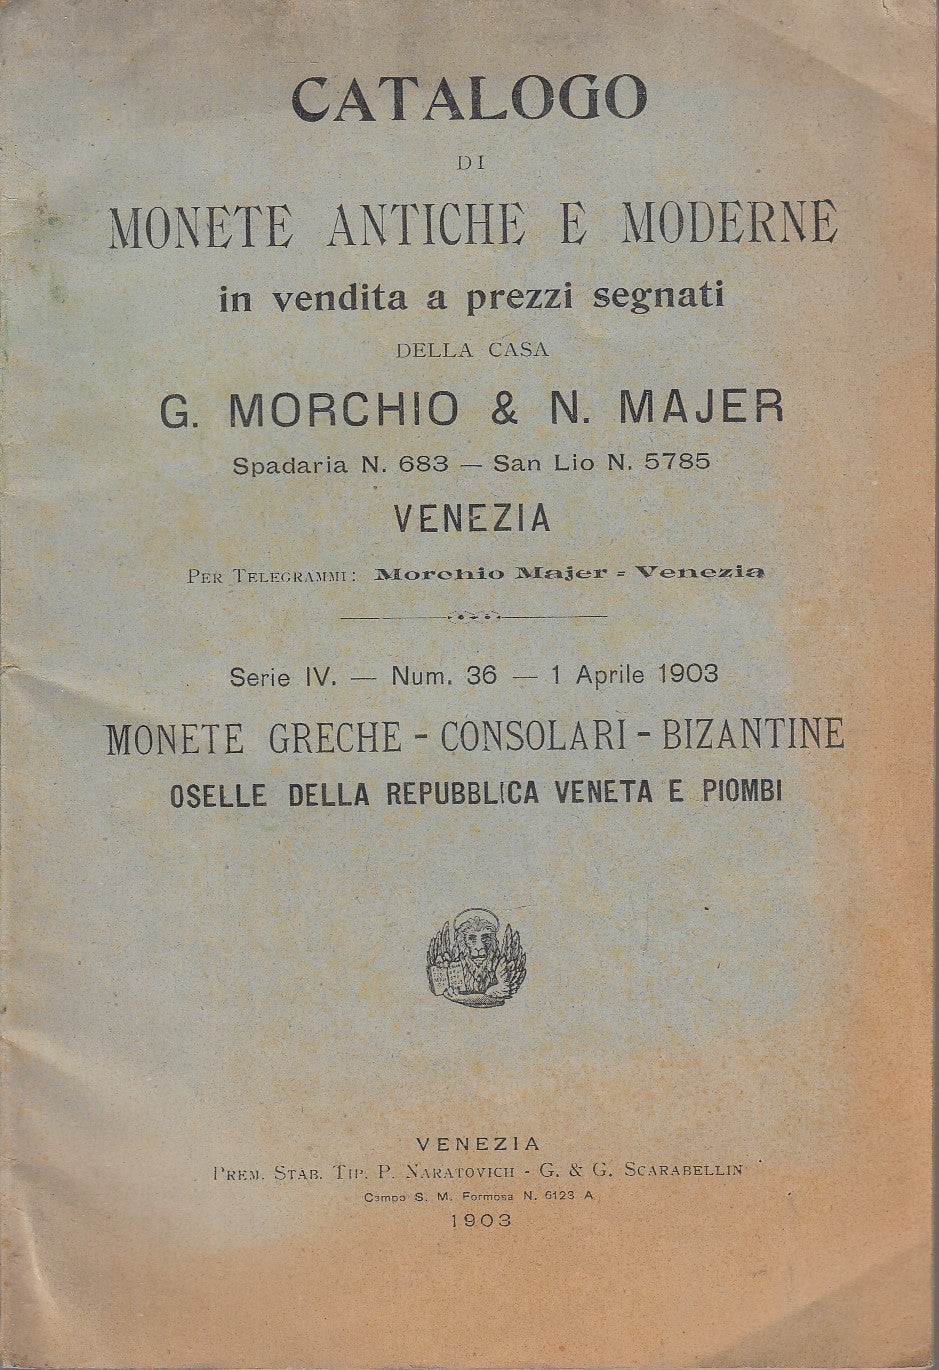 CATALOGO
DI
MONETE ANTICHE E MODERNE
in vendita a prezzi segnati
DELLA CASA
G. MORCHIO & N. MAJER
Spadaria N. 683 — San Lio N. 5785
VENEZIA
PER TELEGRAMMI: Morchio Majer = Venezia
Serie IV. — Num. 36 — 1 Aprile 1903
MONETE GRECHE - CONSOLARI - BIZANTINE
OSELLE DELLA REPUBBLICA VENETA E PIOMBI
VENEZIA
PREM. STAB. TIP. P. NARATOVICH - G. & G. SCARABELLIN
Campo S. M. Formosa N. 6123 A
1903